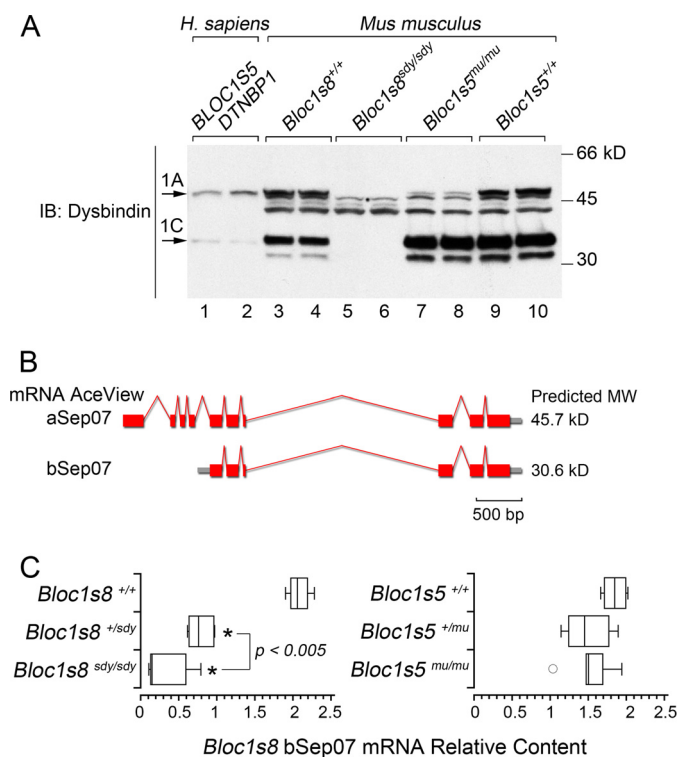 A
H. sapiens
Mus musculus
BLOC1S5
DTNBP1
Bloc1s8+/+
Bloc1s8sdy/sdy
Bloc1s5mu/mu
Bloc1s5+/+
66 kD
1A
45
IB: Dysbindin
1C
30
1 2 3 4 5 6 7 8 9 10
B
mRNA AceView
Predicted MW
aSep07
45.7 kD
bSep07
30.6 kD
500 bp
C
Bloc1s8 +/+
Bloc1s8 +/sdy
*
p < 0.005
Bloc1s8 sdy/sdy
*
0 0.5 1 1.5 2 2.5
Bloc1s5 +/+
Bloc1s5 +/mu
Bloc1s5 mu/mu
0 0.5 1 1.5 2 2.5
Bloc1s8 bSep07 mRNA Relative Content